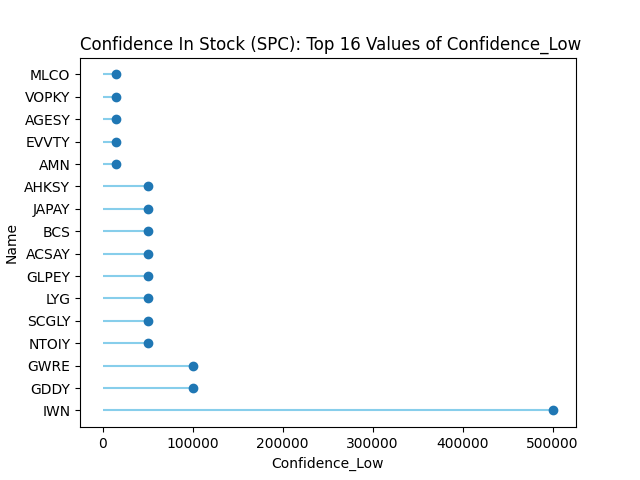 Confidence In Stock (SPC): Top 16 Values of Confidence_Low
MLCO
VOPKY
AGESY
EVVTY
AMN
AHKSY
JAPAY
BCS
ACSAY
GLPEY
LYG
SCGLY
NTOIY
GWRE
GDDY
IWN
Name
0 100000 200000 300000 400000 500000
Confidence_Low